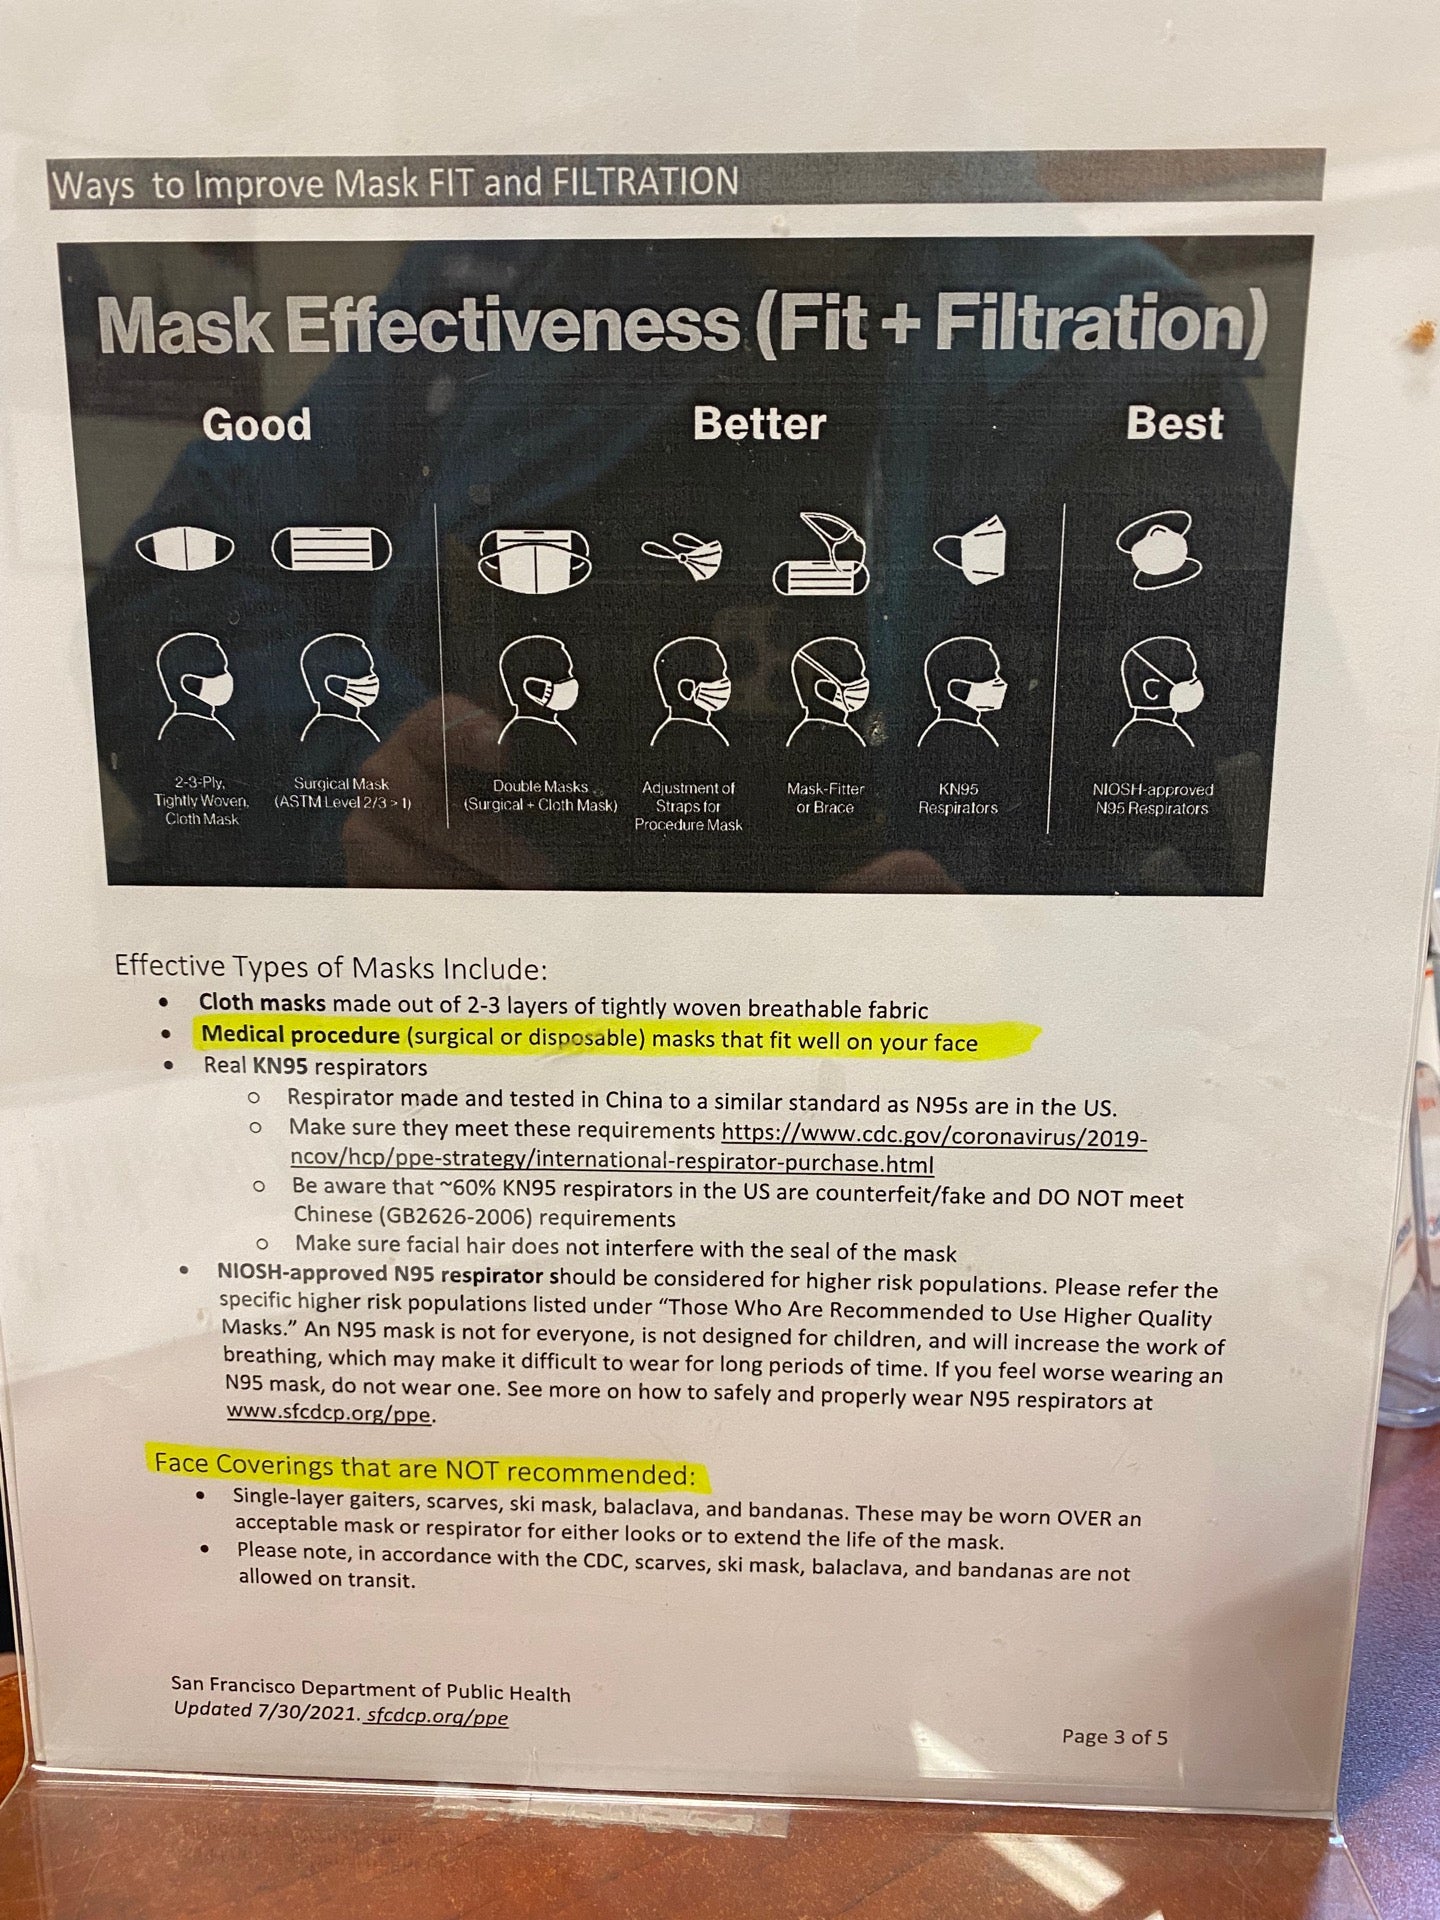 Ways to Improve Mask FIT and FILTRATION
Mask Effectiveness (Fit + Filtration)
Good Better Best
2-3-Ply, Tightly Woven, Cloth Mask
Surgical Mask (ASTM Level 2/3 > 1)
Double Masks (Surgical + Cloth Mask)
Adjustment of Straps for Procedure Mask
Mask-Fitter or Brace
KN95 Respirators
NIOSH-approved N95 Respirators
Effective Types of Masks Include:
• Cloth masks made out of 2-3 layers of tightly woven breathable fabric
• Medical procedure (surgical or disposable) masks that fit well on your face
• Real KN95 respirators
o Respirator made and tested in China to a similar standard as N95s are in the US.
o Make sure they meet these requirements https://www.cdc.gov/coronavirus/2019-
ncov/hcp/ppe-strategy/international-respirator-purchase.html
o Be aware that ~60% KN95 respirators in the US are counterfeit/fake and DO NOT meet
Chinese (GB2626-2006) requirements
o Make sure facial hair does not interfere with the seal of the mask
• NIOSH-approved N95 respirator should be considered for higher risk populations. Please refer the
specific higher risk populations listed under “Those Who Are Recommended to Use Higher Quality
Masks.” An N95 mask is not for everyone, is not designed for children, and will increase the work of
breathing, which may make it difficult to wear for long periods of time. If you feel worse wearing an
N95 mask, do not wear one. See more on how to safely and properly wear N95 respirators at
www.sfcdcp.org/ppe.
Face Coverings that are NOT recommended:
• Single-layer gaiters, scarves, ski mask, balaclava, and bandanas. These may be worn OVER an
acceptable mask or respirator for either looks or to extend the life of the mask.
• Please note, in accordance with the CDC, scarves, ski mask, balaclava, and bandanas are not
allowed on transit.
San Francisco Department of Public Health
Updated 7/30/2021. sfcdcp.org/ppe
Page 3 of 5